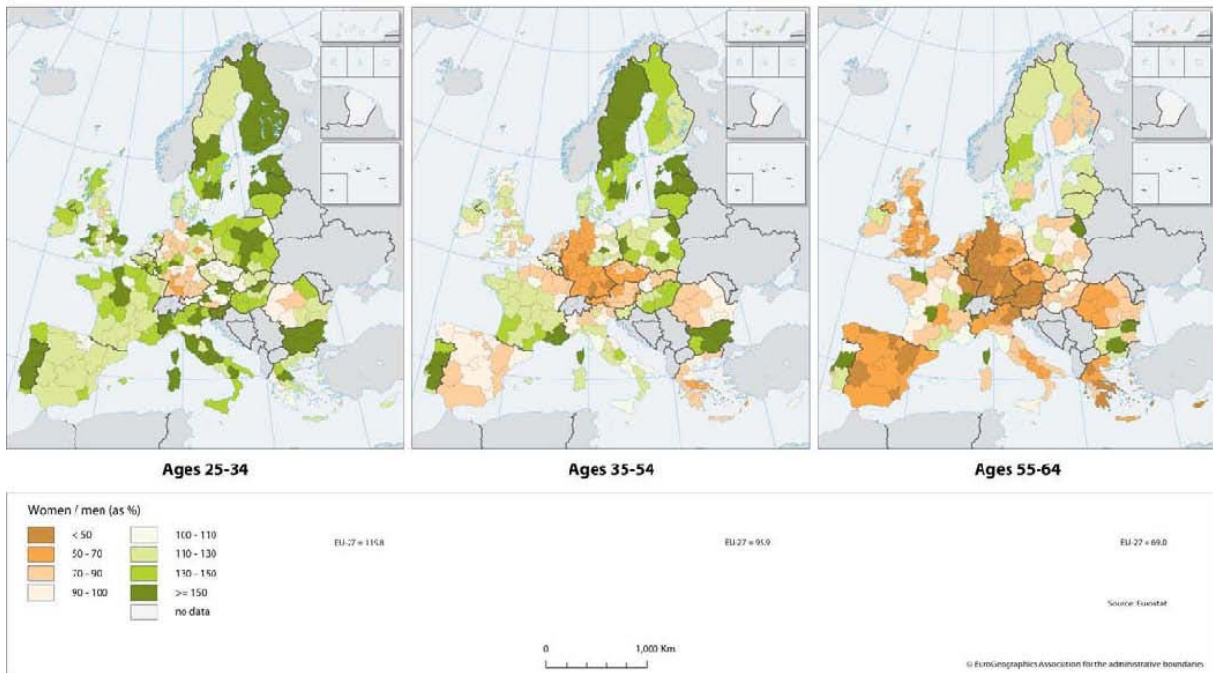 Ages 25-34
Ages 35-54
Ages 55-64
Women / men (as %)
< 50
50 - 70
70 - 90
90 - 100
100 - 110
110 - 130
130 - 150
>= 150
no data
EU-27 = 115.8
EU-27 = 95.9
EU-27 = 69.0
Source: Eurostat
0 1,000 Km
© EuroGeographics Association for the administrative boundaries